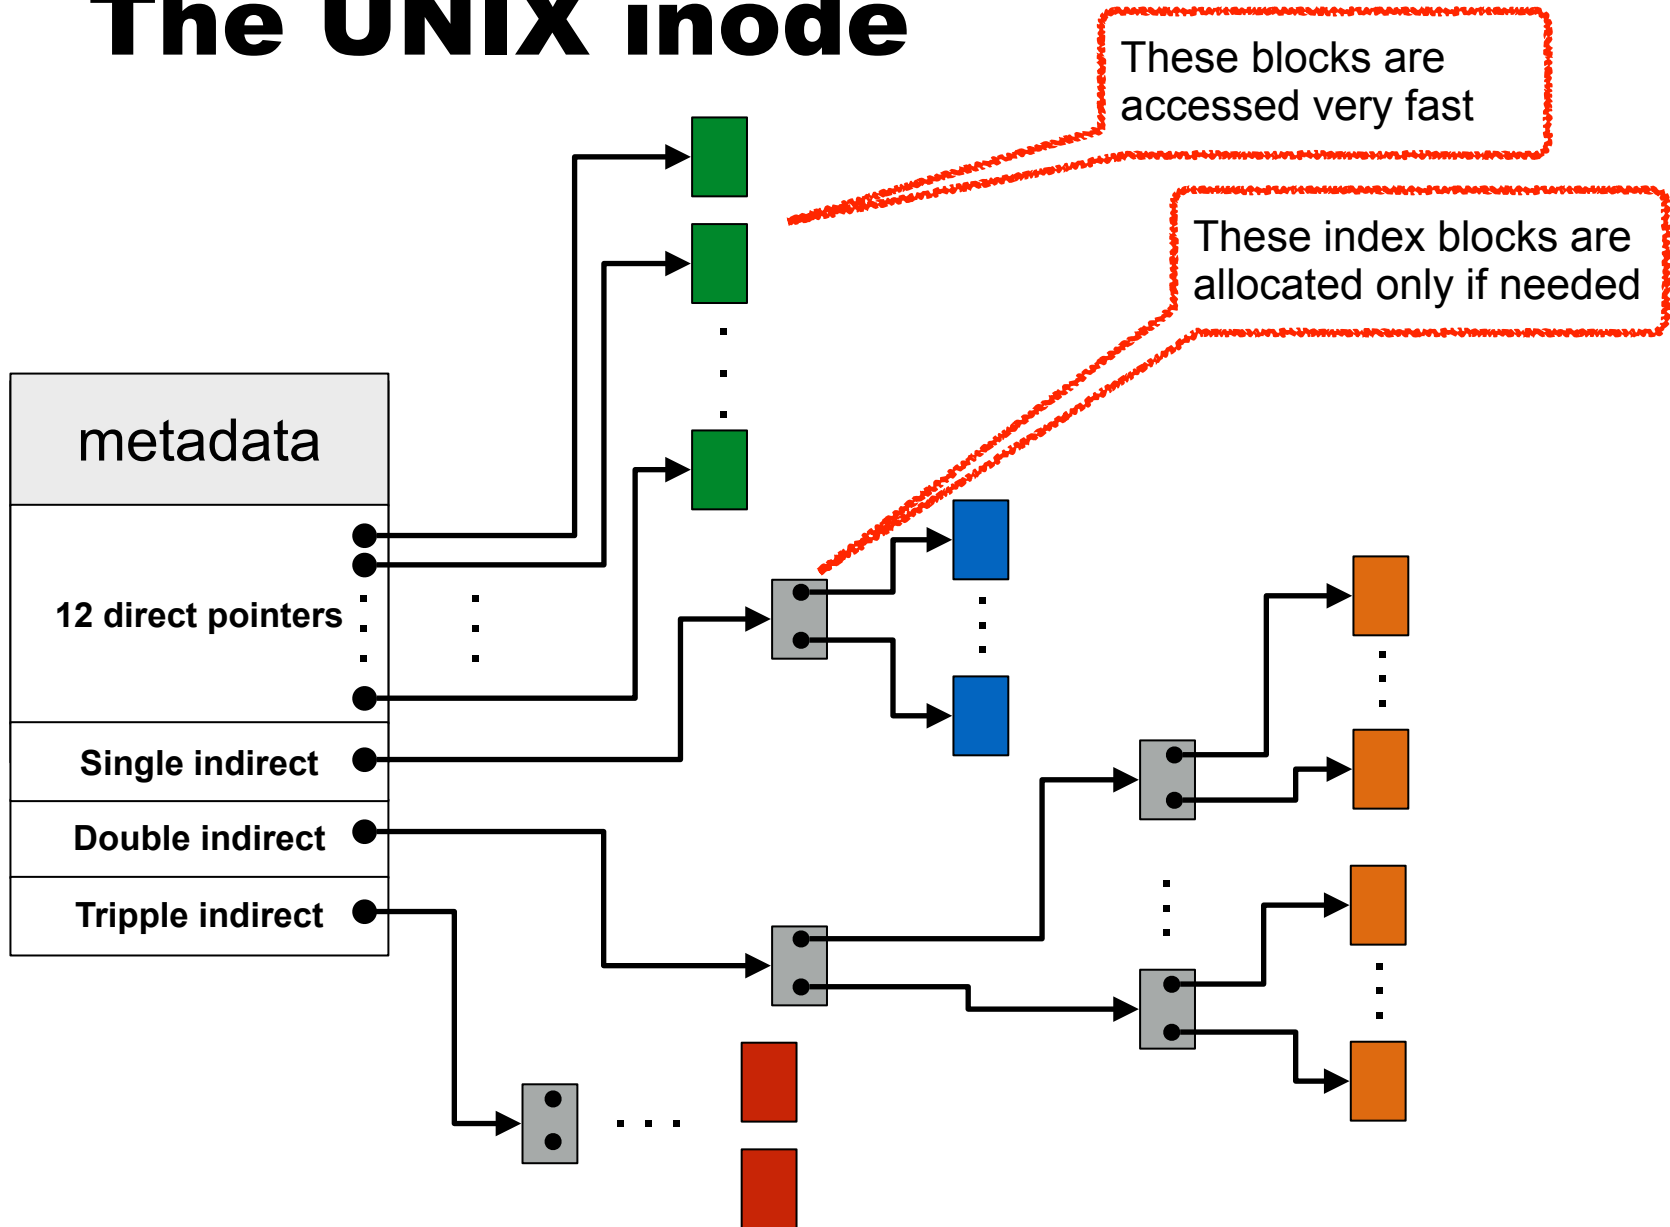 The UNIX inode
These blocks are
accessed very fast
These index blocks are
allocated only if needed
metadata
12 direct pointers
Single indirect
Double indirect
Tripple indirect